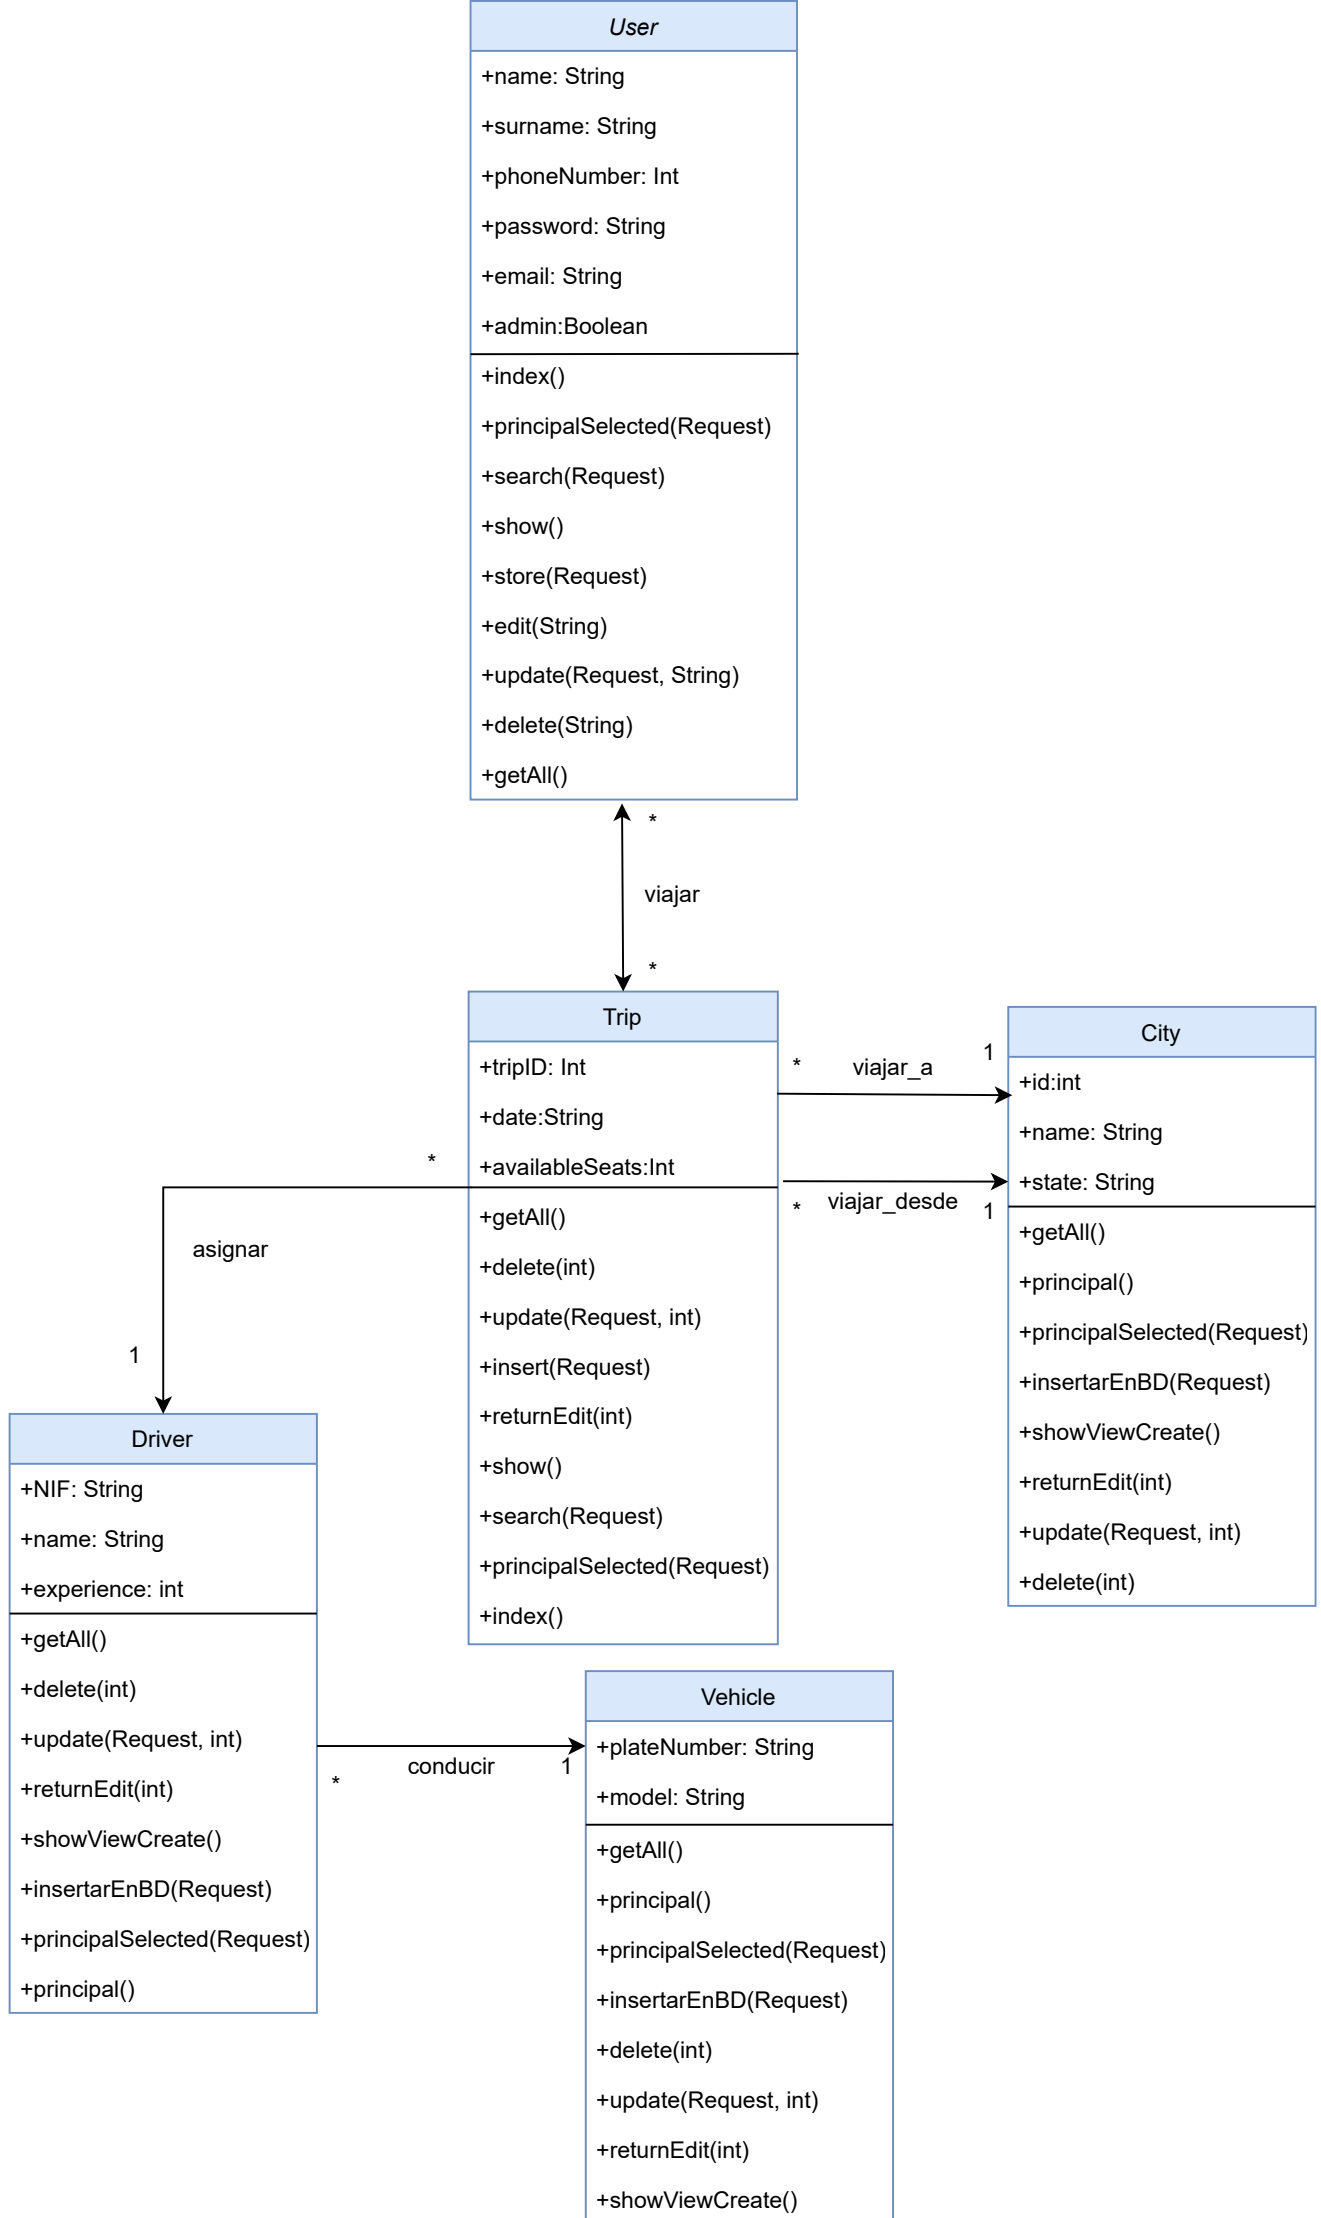 User
+name: String
+surname: String
+phoneNumber: Int
+password: String
+email: String
+admin:Boolean
+index()
+principalSelected(Request)
+search(Request)
+show()
+store(Request)
+edit(String)
+update(Request, String)
+delete(String)
+getAll()
*
viajar
*
Trip
+tripID: Int
+date:String
+availableSeats:Int
+getAll()
+delete(int)
+update(Request, int)
+insert(Request)
+returnEdit(int)
+show()
+search(Request)
+principalSelected(Request)
+index()
*
viajar_a
1
*
viajar_desde
1
City
+id:int
+name: String
+state: String
+getAll()
+principal()
+principalSelected(Request)
+insertarEnBD(Request)
+showViewCreate()
+returnEdit(int)
+update(Request, int)
+delete(int)
*
asignar
1
Driver
+NIF: String
+name: String
+experience: int
+getAll()
+delete(int)
+update(Request, int)
+returnEdit(int)
+showViewCreate()
+insertarEnBD(Request)
+principalSelected(Request)
+principal()
*
conducir
1
Vehicle
+plateNumber: String
+model: String
+getAll()
+principal()
+principalSelected(Request)
+insertarEnBD(Request)
+delete(int)
+update(Request, int)
+returnEdit(int)
+showViewCreate()